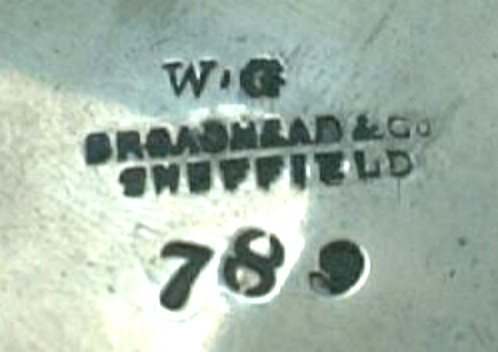 W·G
BROADHEAD & Co
SHEFFIELD
789